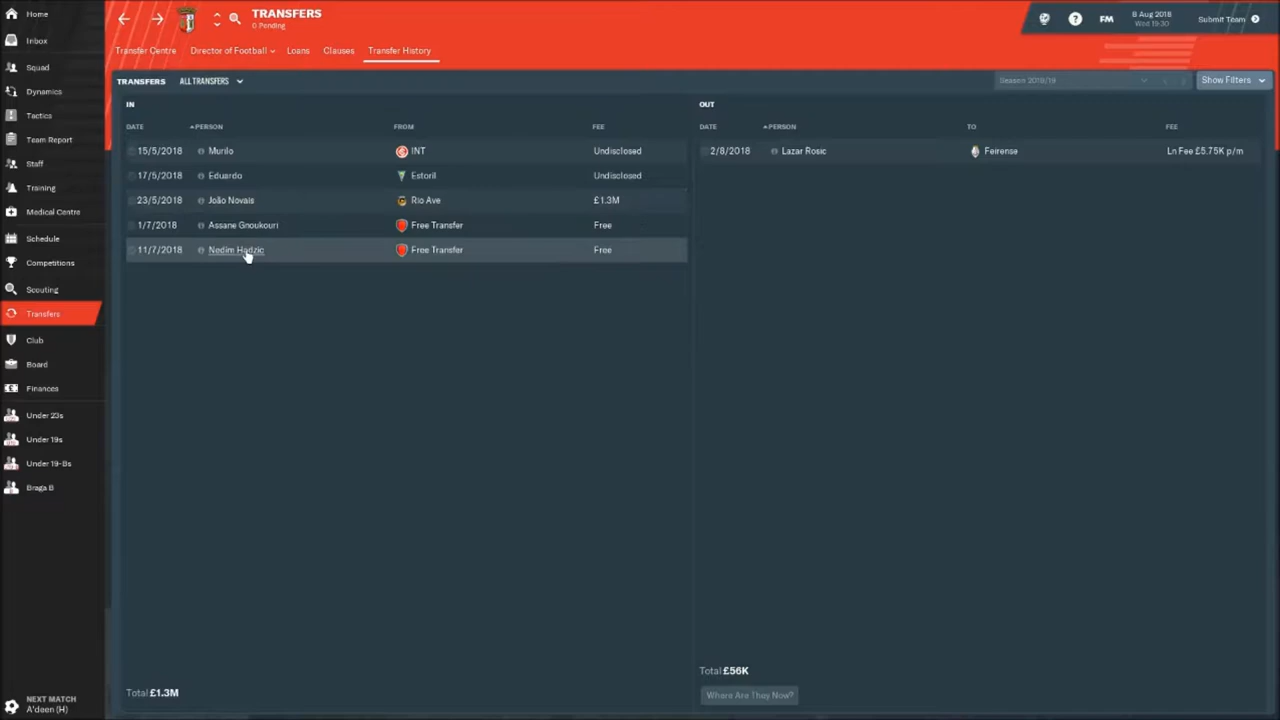 Home
Inbox
Squad
Dynamics
Tactics
Team Report
Staff
Training
Medical Centre
Schedule
Competitions
Scouting
Transfers
Club
Board
Finances
Under 23s
Under 19s
Under 19-Bs
Braga B
NEXT MATCH
A'deen (H)
TRANSFERS
0 Pending
FM
8 Aug 2018
Wed 19:30
Submit Team
Transfer Centre
Director of Football
Loans
Clauses
Transfer History
TRANSFERS ALL TRANSFERS
Season 2018/19
Show Filters
IN
DATE PERSON FROM FEE
15/5/2018 Murilo INT Undisclosed
17/5/2018 Eduardo Estoril Undisclosed
23/5/2018 João Novais Rio Ave £1.3M
1/7/2018 Assane Gnoukouri Free Transfer Free
11/7/2018 Nedim Hadzic Free Transfer Free
Total £1.3M
OUT
DATE PERSON TO FEE
2/8/2018 Lazar Rosic Feirense Ln Fee £5.75K p/m
Total £56K
Where Are They Now?